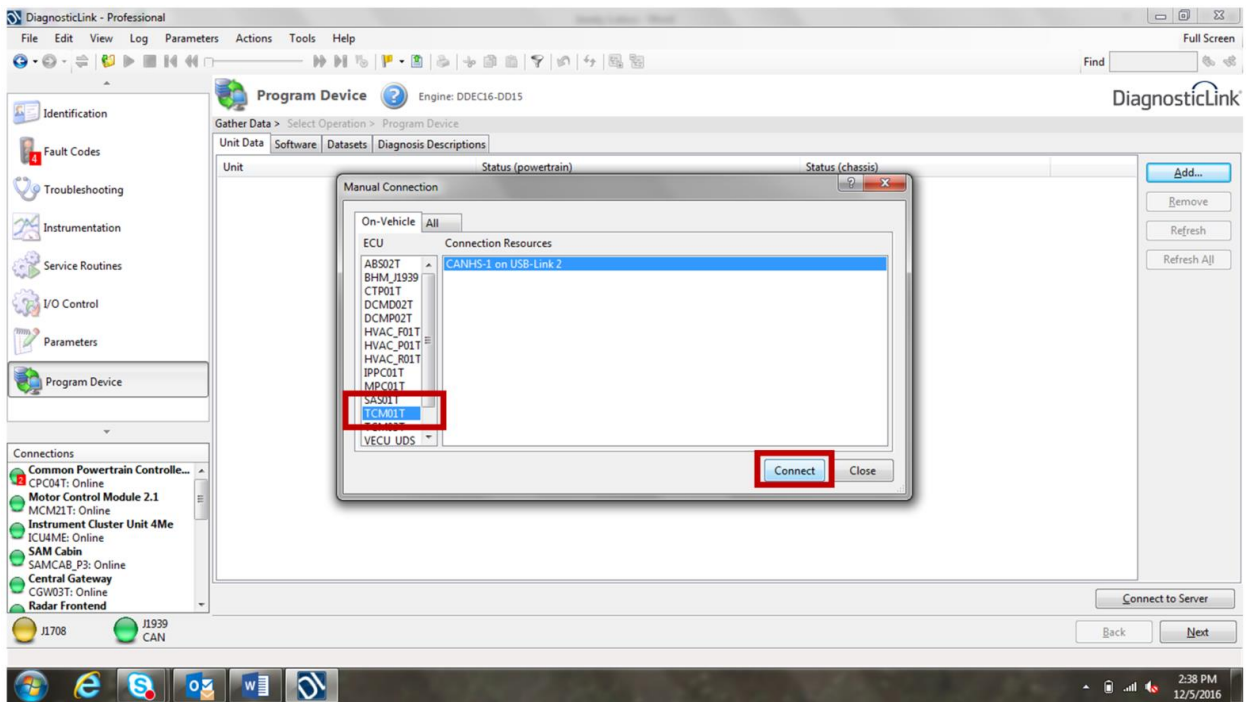 DiagnosticLink - Professional
File Edit View Log Parameters Actions Tools Help Full Screen
Find
Program Device Engine: DDEC16-DD15 DiagnosticLink
Gather Data > Select Operation > Program Device
Unit Data Software Datasets Diagnosis Descriptions
Unit Status (powertrain) Status (chassis)
Identification
4 Fault Codes
Troubleshooting
Instrumentation
Service Routines
I/O Control
Parameters
Program Device
Add...
Remove
Refresh
Refresh All
Manual Connection
On-Vehicle All
ECU Connection Resources
ABS02T CANHS-1 on USB-Link 2
BHM_J1939
CTP01T
DCMD02T
DCMP02T
HVAC_F01T
HVAC_P01T
HVAC_R01T
IPPC01T
MPC01T
SAS01T
TCM01T
VECU_UDS
Connect Close
Connections
Common Powertrain Controlle...
2 CPC04T: Online
Motor Control Module 2.1
MCM21T: Online
Instrument Cluster Unit 4Me
ICU4ME: Online
SAM Cabin
SAMCAB_P3: Online
Central Gateway
CGW03T: Online
Radar Frontend
J1708 J1939
CAN
Connect to Server
Back Next
2:38 PM
12/5/2016